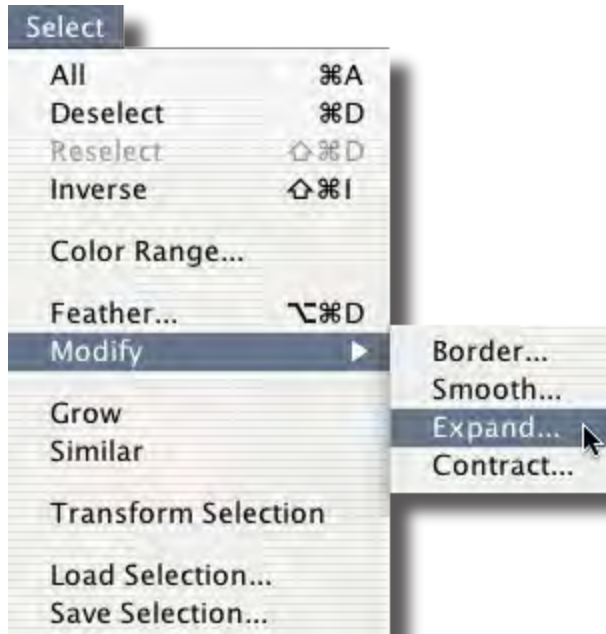 Select
All ⌘A
Deselect ⌘D
Reselect ⇧⌘D
Inverse ⇧⌘I
Color Range...
Feather... ⌥⌘D
Modify ▶
Border...
Smooth...
Expand...
Contract...
Grow
Similar
Transform Selection
Load Selection...
Save Selection...